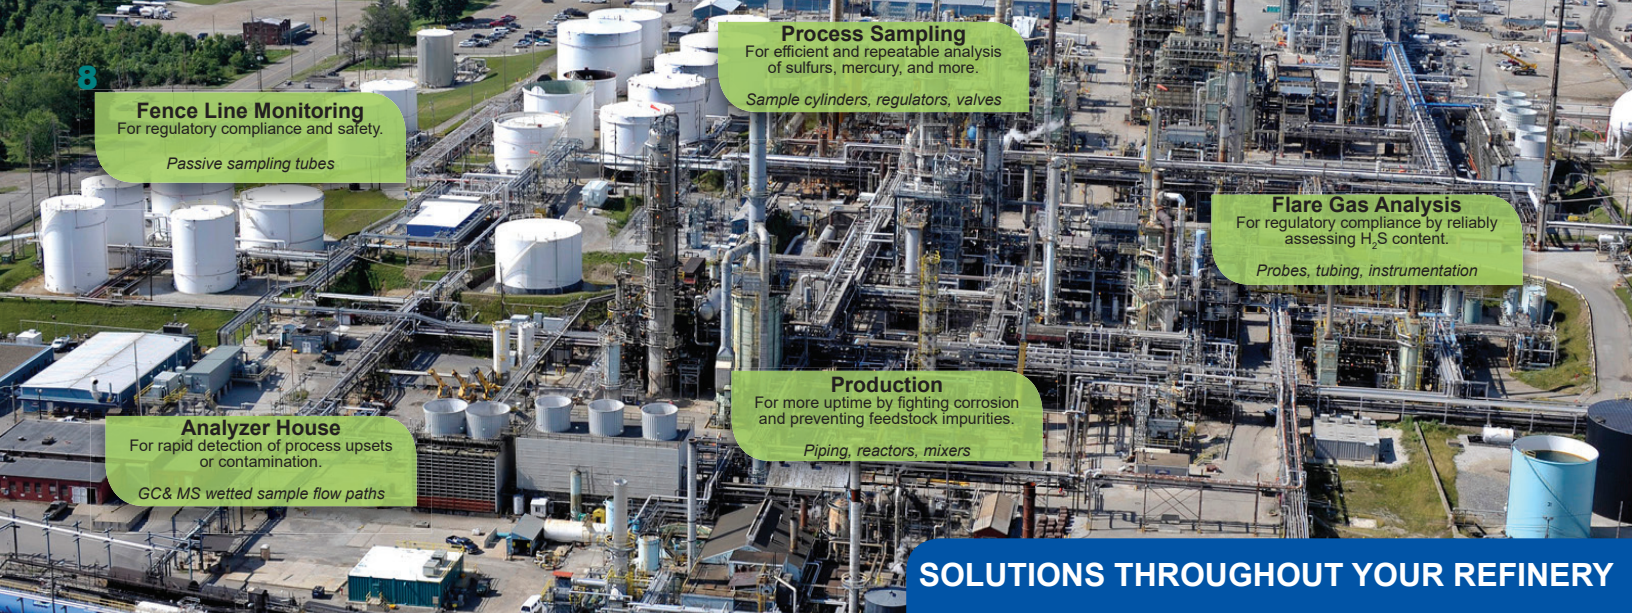 8
Process Sampling
For efficient and repeatable analysis
of sulfurs, mercury, and more.
Sample cylinders, regulators, valves
Fence Line Monitoring
For regulatory compliance and safety.
Passive sampling tubes
Flare Gas Analysis
For regulatory compliance by reliably
assessing H₂S content.
Probes, tubing, instrumentation
Production
For more uptime by fighting corrosion
and preventing feedstock impurities.
Piping, reactors, mixers
Analyzer House
For rapid detection of process upsets
or contamination.
GC& MS wetted sample flow paths
SOLUTIONS THROUGHOUT YOUR REFINERY